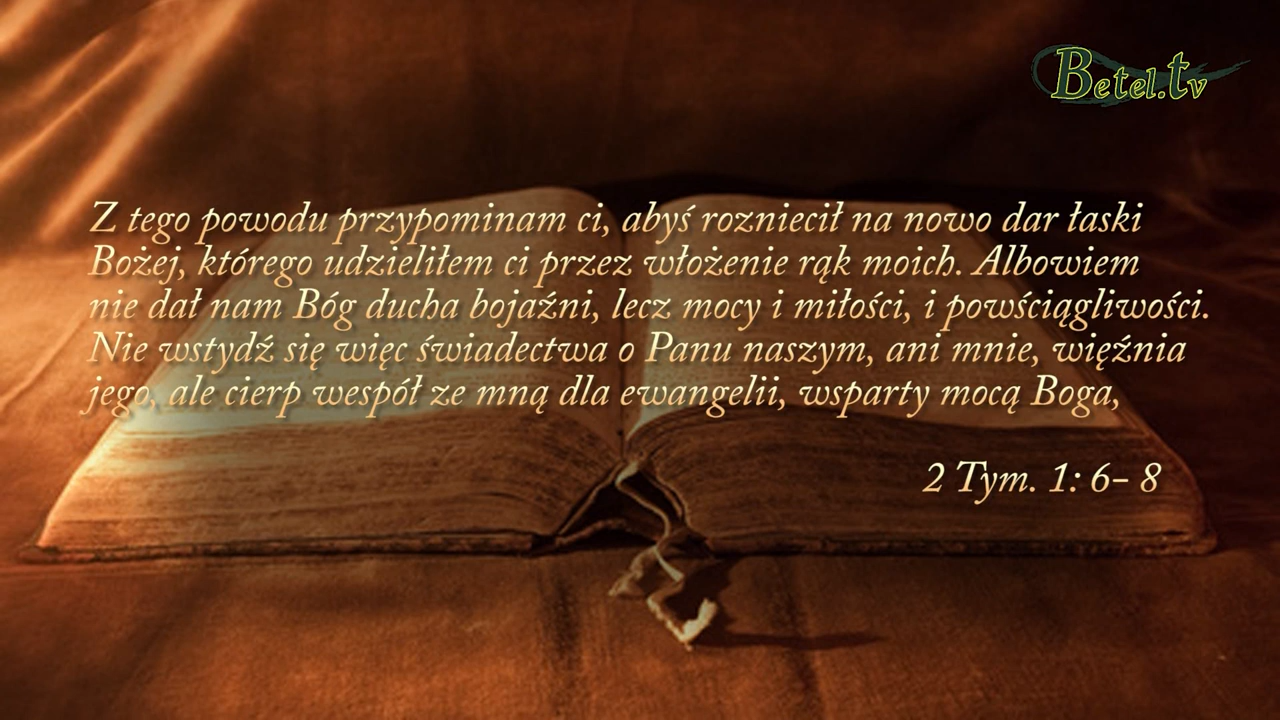 Betel.tv
Z tego powodu przypominam ci, abyś rozniecił na nowo dar łaski
Bożej, którego udzieliłem ci przez włożenie rąk moich. Albowiem
nie dał nam Bóg ducha bojaźni, lecz mocy i miłości, i powściągliwości.
Nie wstydź się więc świadectwa o Panu naszym, ani mnie, więźnia
jego, ale cierp wespół ze mną dla ewangelii, wsparty mocą Boga,
2 Tym. 1: 6- 8